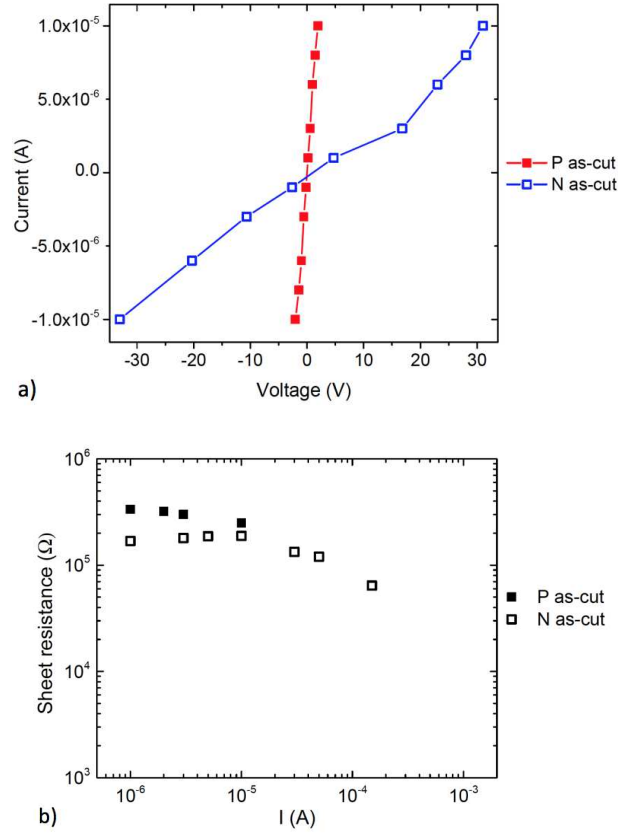 1.0x10⁻⁵
5.0x10⁻⁶
0.0
-5.0x10⁻⁶
-1.0x10⁻⁵
Current (A)
-30 -20 -10 0 10 20 30
Voltage (V)
P as-cut
N as-cut
a)
10⁶
10⁵
10⁴
10³
Sheet resistance (Ω)
10⁻⁶ 10⁻⁵ 10⁻⁴ 10⁻³
I (A)
P as-cut
N as-cut
b)